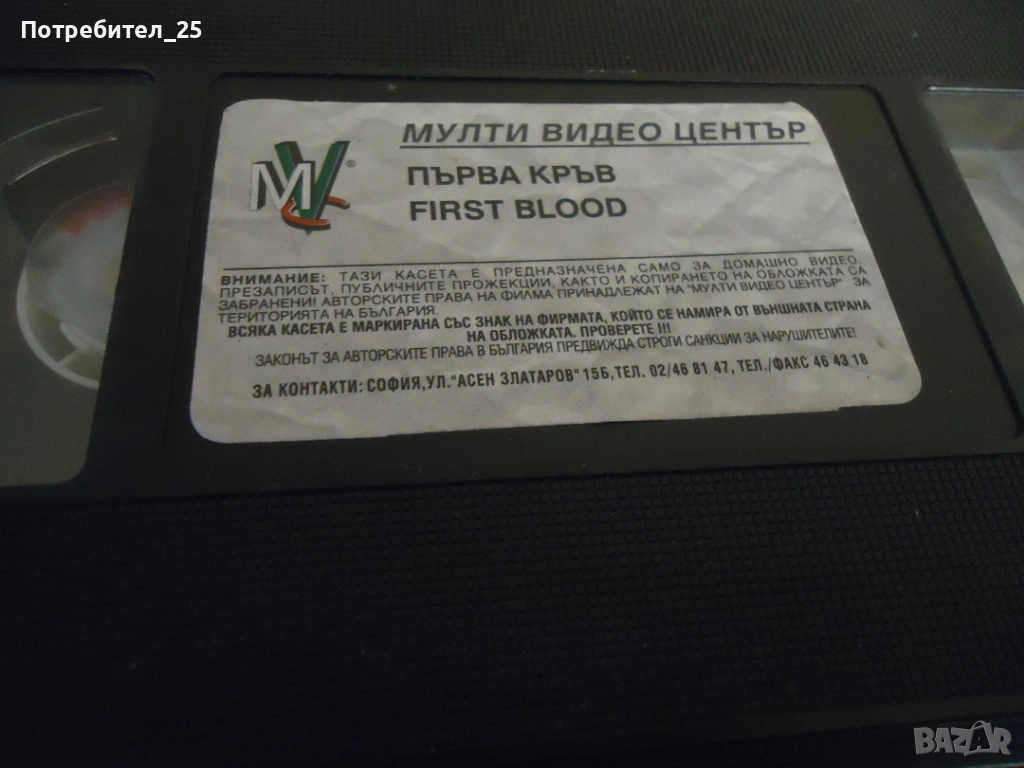 Потребител_25
МУЛТИ ВИДЕО ЦЕНТЪР
MVC®
ПЪРВА КРЪВ
FIRST BLOOD
ВНИМАНИЕ: ТАЗИ КАСЕТА Е ПРЕДНАЗНАЧЕНА САМО ЗА ДОМАШНО ВИДЕО.
ПРЕЗАПИСЪТ, ПУБЛИЧНИТЕ ПРОЖЕКЦИИ, КАКТО И КОПИРАНЕТО НА ОБЛОЖКАТА СА
ЗАБРАНЕНИ! АВТОРСКИТЕ ПРАВА НА ФИЛМА ПРИНАДЛЕЖАТ НА "МУЛТИ ВИДЕО ЦЕНТЪР" ЗА
ТЕРИТОРИЯТА НА БЪЛГАРИЯ.
ВСЯКА КАСЕТА Е МАРКИРАНА СЪС ЗНАК НА ФИРМАТА, КОЙТО СЕ НАМИРА ОТ ВЪНШНАТА СТРАНА
НА ОБЛОЖКАТА. ПРОВЕРЕТЕ !!!
ЗАКОНЪТ ЗА АВТОРСКИТЕ ПРАВА В БЪЛГАРИЯ ПРЕДВИЖДА СТРОГИ САНКЦИИ ЗА НАРУШИТЕЛИТЕ!
ЗА КОНТАКТИ: СОФИЯ, УЛ."АСЕН ЗЛАТАРОВ" 15Б, ТЕЛ. 02/46 81 47, ТЕЛ./ФАКС 46 43 18
BAZAR